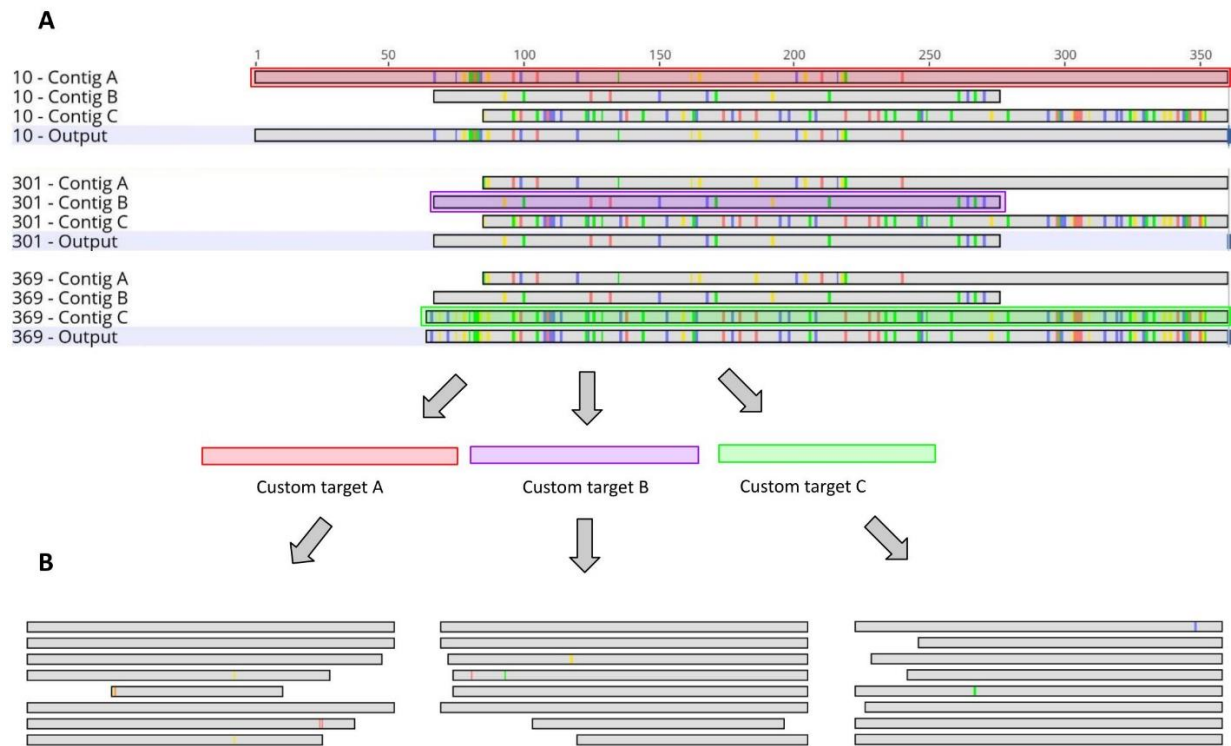 A
1 50 100 150 200 250 300 350
10 - Contig A
10 - Contig B
10 - Contig C
10 - Output
301 - Contig A
301 - Contig B
301 - Contig C
301 - Output
369 - Contig A
369 - Contig B
369 - Contig C
369 - Output
Custom target A Custom target B Custom target C
B